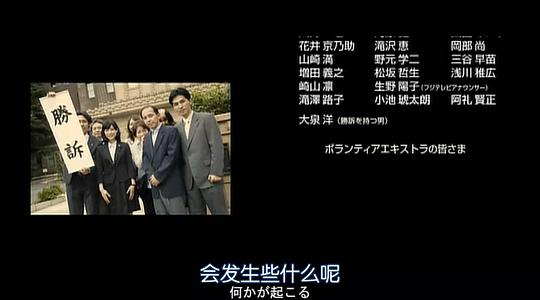 勝訴
花井 京乃助 滝沢 恵 岡部 尚
山崎 満 野元 学二 三谷 早苗
増田 義之 松坂 哲生 浅川 稚広
崎山 凛 生野 陽子(フジテレビアナウンサー)
滝澤 路子 小池 琥太朗 阿礼 賢正
大泉 洋(勝訴を持つ男)
ボランティアエキストラの皆さま
会发生些什么呢
何かが起こる